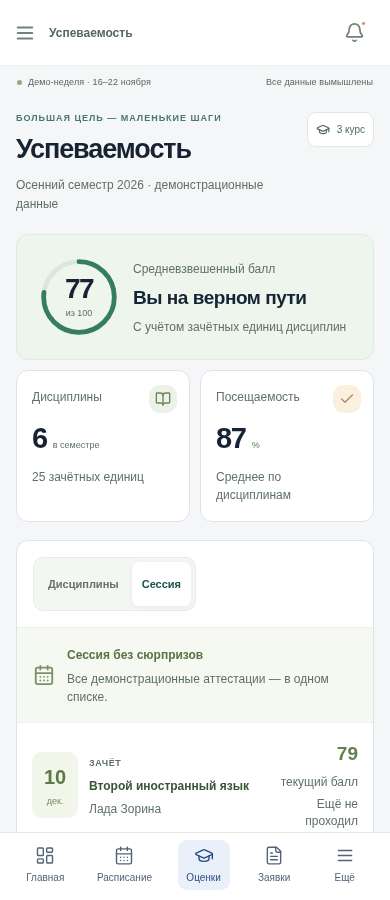 Успеваемость
Демо-неделя · 16–22 ноября
Все данные вымышлены
БОЛЬШАЯ ЦЕЛЬ — МАЛЕНЬКИЕ ШАГИ
Успеваемость
3 курс
Осенний семестр 2026 · демонстрационные
данные
77
из 100
Средневзвешенный балл
Вы на верном пути
С учётом зачётных единиц дисциплин
Дисциплины
6 в семестре
25 зачётных единиц
Посещаемость
87 %
Среднее по
дисциплинам
Дисциплины
Сессия
Сессия без сюрпризов
Все демонстрационные аттестации — в одном
списке.
10
дек.
ЗАЧЁТ
Второй иностранный язык
Лада Зорина
79
текущий балл
Ещё не
проходил
Главная
Расписание
Оценки
Заявки
Ещё